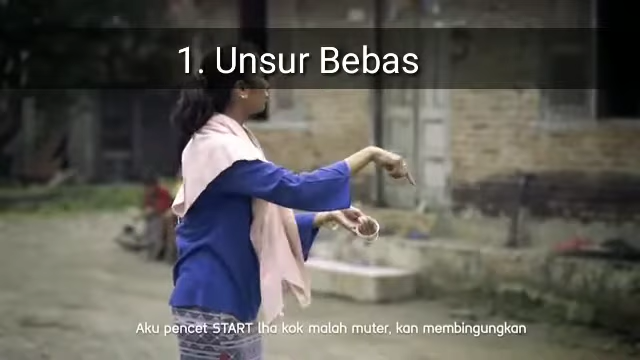 1. Unsur Bebas
Aku pencet START lha kok malah muter, kan membingungkan